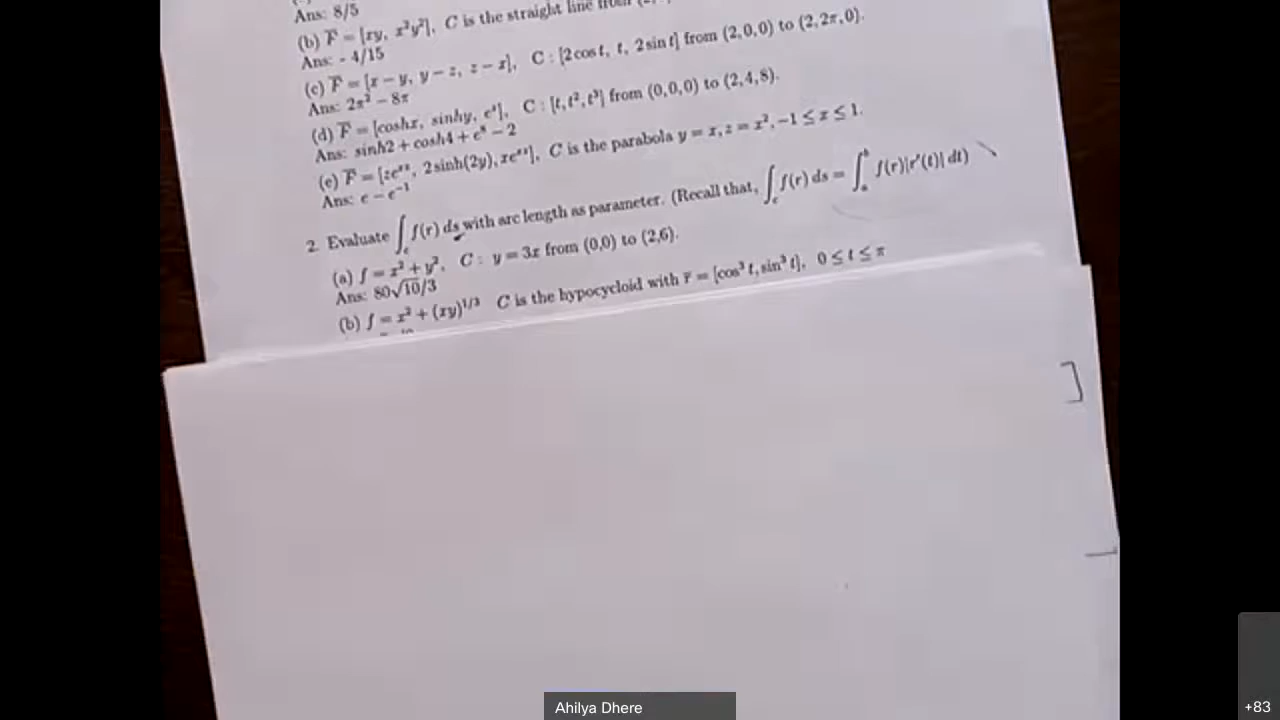 Ans: 8/5
(b) F̅ = [xy, x²y²], C is the straight line from
Ans: - 4/15
(c) F̅ = [x − y, y − z, z − x], C : [2 cos t, t, 2 sin t] from (2,0,0) to (2, 2π, 0).
Ans: 2π² − 8π
(d) F̅ = [coshx, sinhy, eᶻ], C : [t, t², t³] from (0,0,0) to (2,4,8).
Ans: sinh2 + cosh4 + e⁸ − 2
(e) F̅ = [zeˣᶻ, 2 sinh(2y), xeˣᶻ], C is the parabola y = x, z = x², −1 ≤ x ≤ 1.
Ans: e − e⁻¹
2. Evaluate ∫_c f(r) ds with arc length as parameter. (Recall that, ∫_c f(r) ds = ∫_a^b f(r)|r'(t)| dt)
(a) f = x² + y², C : y = 3x from (0,0) to (2,6).
Ans: 80√10/3
(b) f = x² + (xy)^{1/3} C is the hypocycloid with r̅ = [cos³ t, sin³ t], 0 ≤ t ≤ π
]
Ahilya Dhere
+83